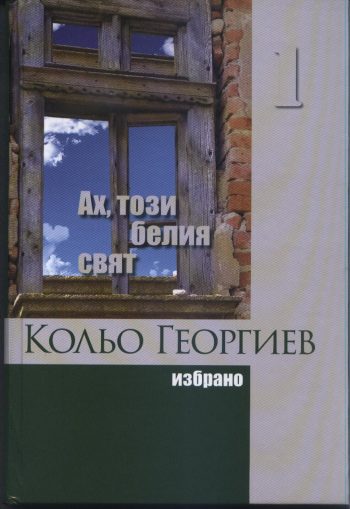 1
Ах, този
белия
свят
Кольо Георгиев
избрано